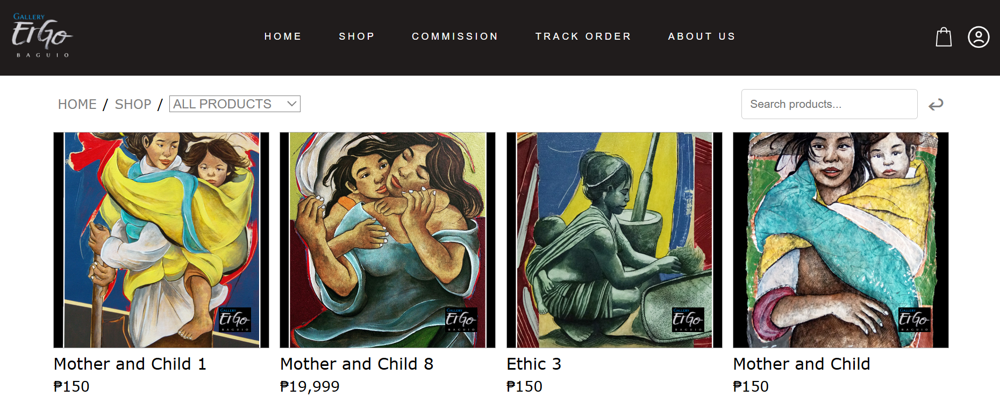 GALLERY
ErGo
BAGUIO
HOME SHOP COMMISSION TRACK ORDER ABOUT US
HOME / SHOP / ALL PRODUCTS
Search products...
GALLERY
ErGo
BAGUIO
GALLERY
ErGo
BAGUIO
GALLERY
ErGo
BAGUIO
GALLERY
ErGo
BAGUIO
Mother and Child 1
₱150
Mother and Child 8
₱19,999
Ethic 3
₱150
Mother and Child
₱150